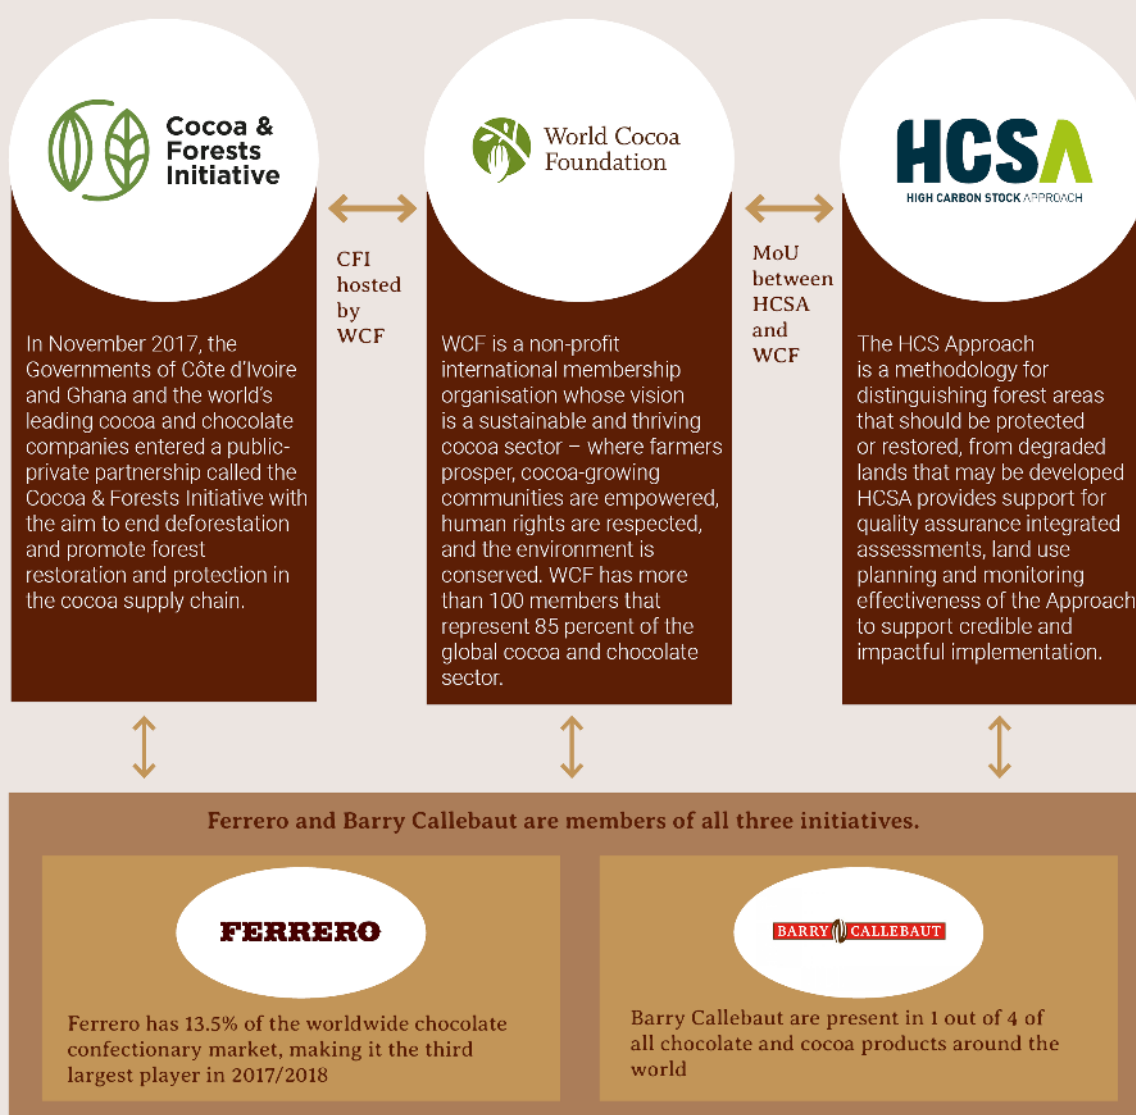 Cocoa &
Forests
Initiative
World Cocoa
Foundation
HCSA
HIGH CARBON STOCK APPROACH
CFI
hosted
by
WCF
MoU
between
HCSA
and
WCF
In November 2017, the
Governments of Côte d'Ivoire
and Ghana and the world's
leading cocoa and chocolate
companies entered a public-
private partnership called the
Cocoa & Forests Initiative with
the aim to end deforestation
and promote forest
restoration and protection in
the cocoa supply chain.
WCF is a non-profit
international membership
organisation whose vision
is a sustainable and thriving
cocoa sector – where farmers
prosper, cocoa-growing
communities are empowered,
human rights are respected,
and the environment is
conserved. WCF has more
than 100 members that
represent 85 percent of the
global cocoa and chocolate
sector.
The HCS Approach
is a methodology for
distinguishing forest areas
that should be protected
or restored, from degraded
lands that may be developed
HCSA provides support for
quality assurance integrated
assessments, land use
planning and monitoring
effectiveness of the Approach
to support credible and
impactful implementation.
Ferrero and Barry Callebaut are members of all three initiatives.
FERRERO
Ferrero has 13.5% of the worldwide chocolate
confectionary market, making it the third
largest player in 2017/2018
BARRY CALLEBAUT
Barry Callebaut are present in 1 out of 4 of
all chocolate and cocoa products around the
world